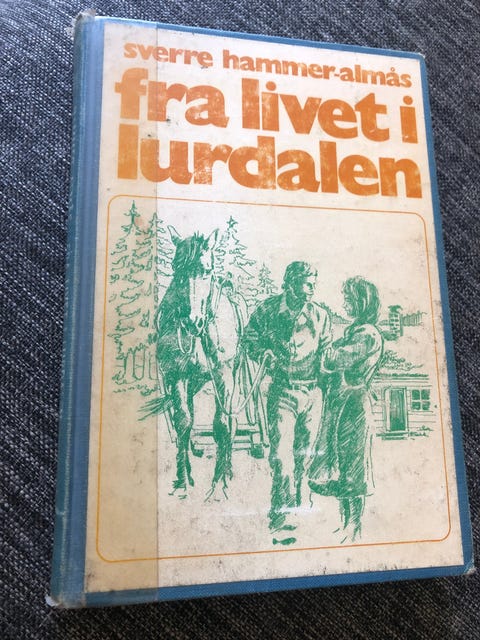 sverre hammer-almås
fra livet i
lurdalen